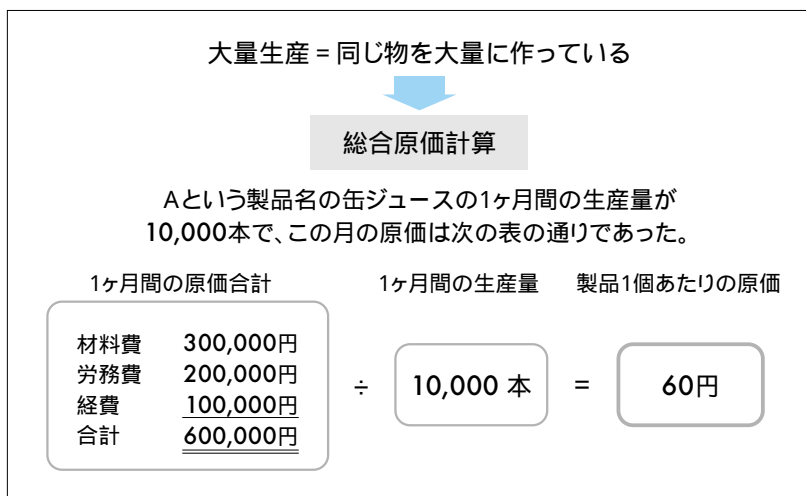 大量生産 = 同じ物を大量に作っている
総合原価計算
Aという製品名の缶ジュースの1ヶ月間の生産量が
10,000本で、この月の原価は次の表の通りであった。
1ヶ月間の原価合計 1ヶ月間の生産量 製品1個あたりの原価
材料費 300,000円
労務費 200,000円
経費 100,000円
合計 600,000円
÷ 10,000 本 = 60円